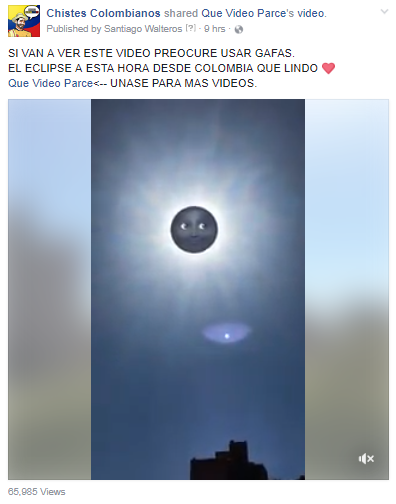 Chistes Colombianos shared Que Video Parce's video.
Published by Santiago Walteros [?] · 9 hrs ·
SI VAN A VER ESTE VIDEO PREOCURE USAR GAFAS.
EL ECLIPSE A ESTA HORA DESDE COLOMBIA QUE LINDO ❤
Que Video Parce<-- UNASE PARA MAS VIDEOS.
65,985 Views